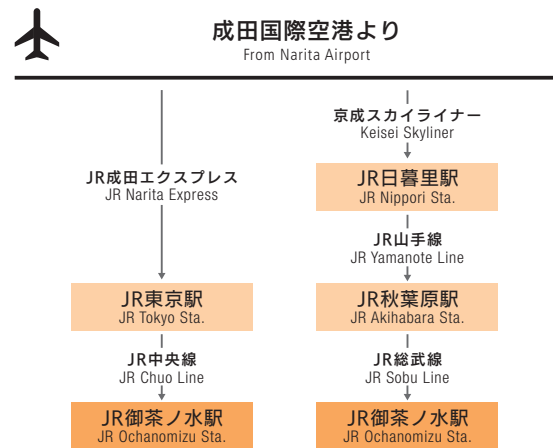 成田国際空港より
From Narita Airport
JR成田エクスプレス
JR Narita Express
JR東京駅
JR Tokyo Sta.
JR中央線
JR Chuo Line
JR御茶ノ水駅
JR Ochanomizu Sta.
京成スカイライナー
Keisei Skyliner
JR日暮里駅
JR Nippori Sta.
JR山手線
JR Yamanote Line
JR秋葉原駅
JR Akihabara Sta.
JR総武線
JR Sobu Line
JR御茶ノ水駅
JR Ochanomizu Sta.